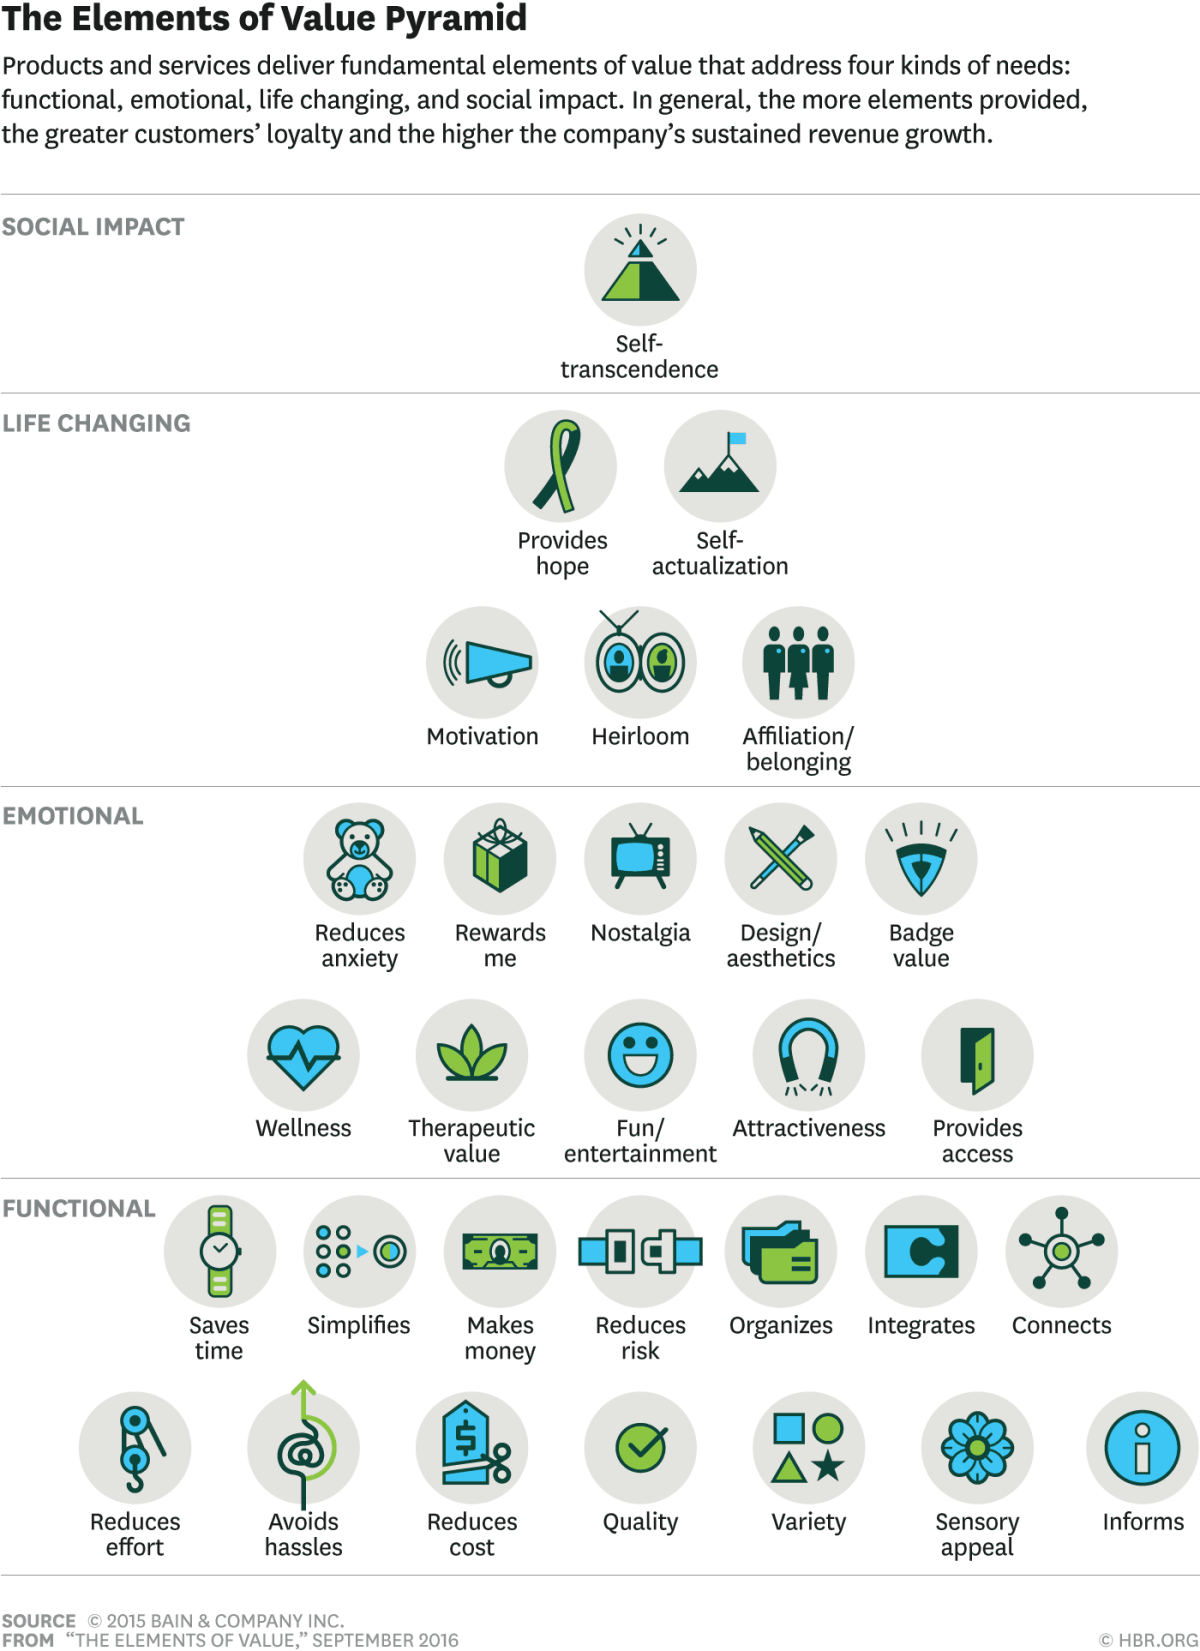 The Elements of Value Pyramid
Products and services deliver fundamental elements of value that address four kinds of needs:
functional, emotional, life changing, and social impact. In general, the more elements provided,
the greater customers’ loyalty and the higher the company’s sustained revenue growth.
SOCIAL IMPACT
Self-
transcendence
LIFE CHANGING
Provides
hope
Self-
actualization
Motivation
Heirloom
Affiliation/
belonging
EMOTIONAL
Reduces
anxiety
Rewards
me
Nostalgia
Design/
aesthetics
Badge
value
Wellness
Therapeutic
value
Fun/
entertainment
Attractiveness
Provides
access
FUNCTIONAL
Saves
time
Simplifies
Makes
money
Reduces
risk
Organizes
Integrates
Connects
$
Reduces
effort
Avoids
hassles
Reduces
cost
Quality
Variety
Sensory
appeal
i
Informs
SOURCE © 2015 BAIN & COMPANY INC.
FROM “THE ELEMENTS OF VALUE,” SEPTEMBER 2016
© HBR.ORG